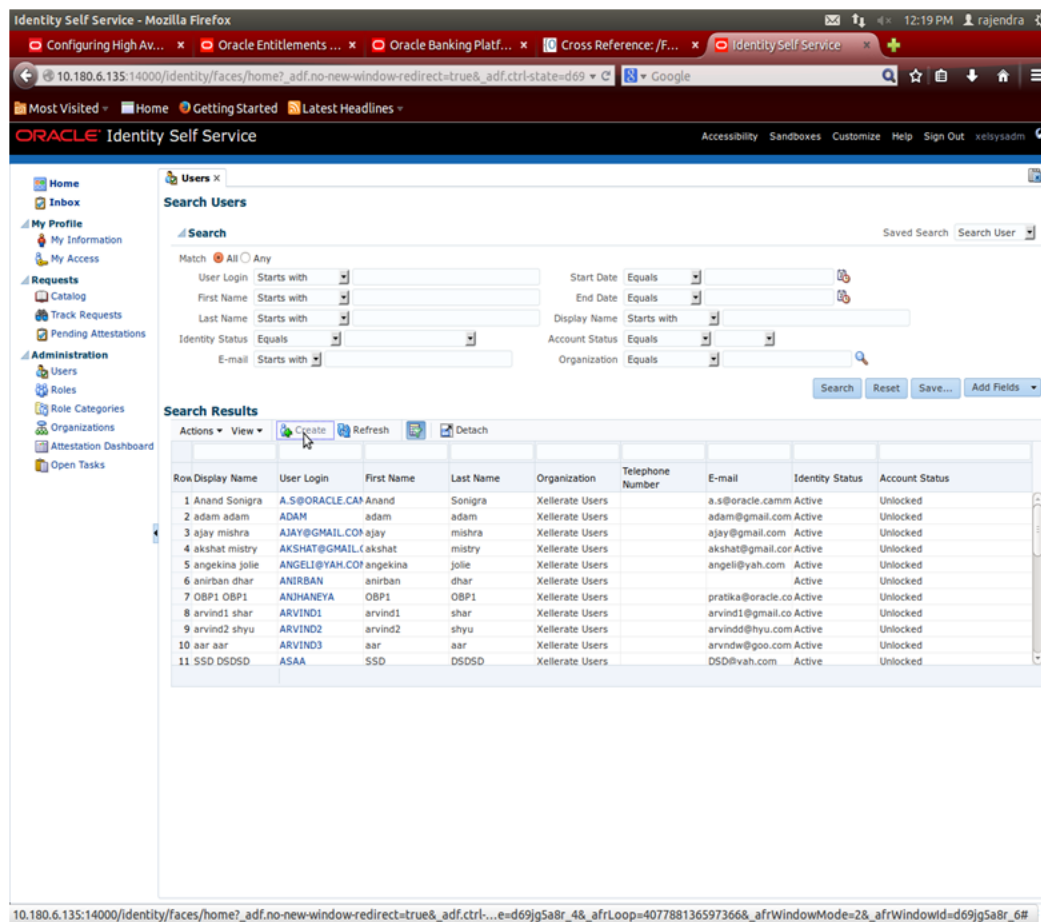 Identity Self Service - Mozilla Firefox
12:19 PM rajendra
Configuring High Av... × Oracle Entitlements ... × Oracle Banking Platf... × Cross Reference: /F... × Identity Self Service ×
10.180.6.135:14000/identity/faces/home?_adf.no-new-window-redirect=true&_adf.ctrl-state=d69 Google
Most Visited Home Getting Started Latest Headlines
ORACLE Identity Self Service Accessibility Sandboxes Customize Help Sign Out xelsysadm
Home
Inbox
My Profile
My Information
My Access
Requests
Catalog
Track Requests
Pending Attestations
Administration
Users
Roles
Role Categories
Organizations
Attestation Dashboard
Open Tasks
Users ×
Search Users
Search Saved Search Search User
Match All Any
User Login Starts with Start Date Equals
First Name Starts with End Date Equals
Last Name Starts with Display Name Starts with
Identity Status Equals Account Status Equals
E-mail Starts with Organization Equals
Search Reset Save... Add Fields
Search Results
Actions View Create Refresh Detach
Row Display Name User Login First Name Last Name Organization Telephone Number E-mail Identity Status Account Status
1 Anand Sonigra A.S@ORACLE.CAM Anand Sonigra Xellerate Users a.s@oracle.camm Active Unlocked
2 adam adam ADAM adam adam Xellerate Users adam@gmail.com Active Unlocked
3 ajay mishra AJAY@GMAIL.COM ajay mishra Xellerate Users ajay@gmail.com Active Unlocked
4 akshat mistry AKSHAT@GMAIL.C akshat mistry Xellerate Users akshat@gmail.cor Active Unlocked
5 angekina jolie ANGELI@YAH.COM angekina jolie Xellerate Users angeli@yah.com Active Unlocked
6 anirban dhar ANIRBAN anirban dhar Xellerate Users Active Unlocked
7 OBP1 OBP1 ANJHANEYA OBP1 OBP1 Xellerate Users pratika@oracle.co Active Unlocked
8 arvind1 shar ARVIND1 arvind1 shar Xellerate Users arvind1@gmail.co Active Unlocked
9 arvind2 shyu ARVIND2 arvind2 shyu Xellerate Users arvindd@hyu.com Active Unlocked
10 aar aar ARVIND3 aar aar Xellerate Users arvndw@goo.com Active Unlocked
11 SSD DSDSD ASAA SSD DSDSD Xellerate Users DSD@yah.com Active Unlocked
10.180.6.135:14000/identity/faces/home?_adf.no-new-window-redirect=true&_adf.ctrl-...e=d69jg5a8r_4&_afrLoop=407788136597366&_afrWindowMode=2&_afrWindowId=d69jg5a8r_6#